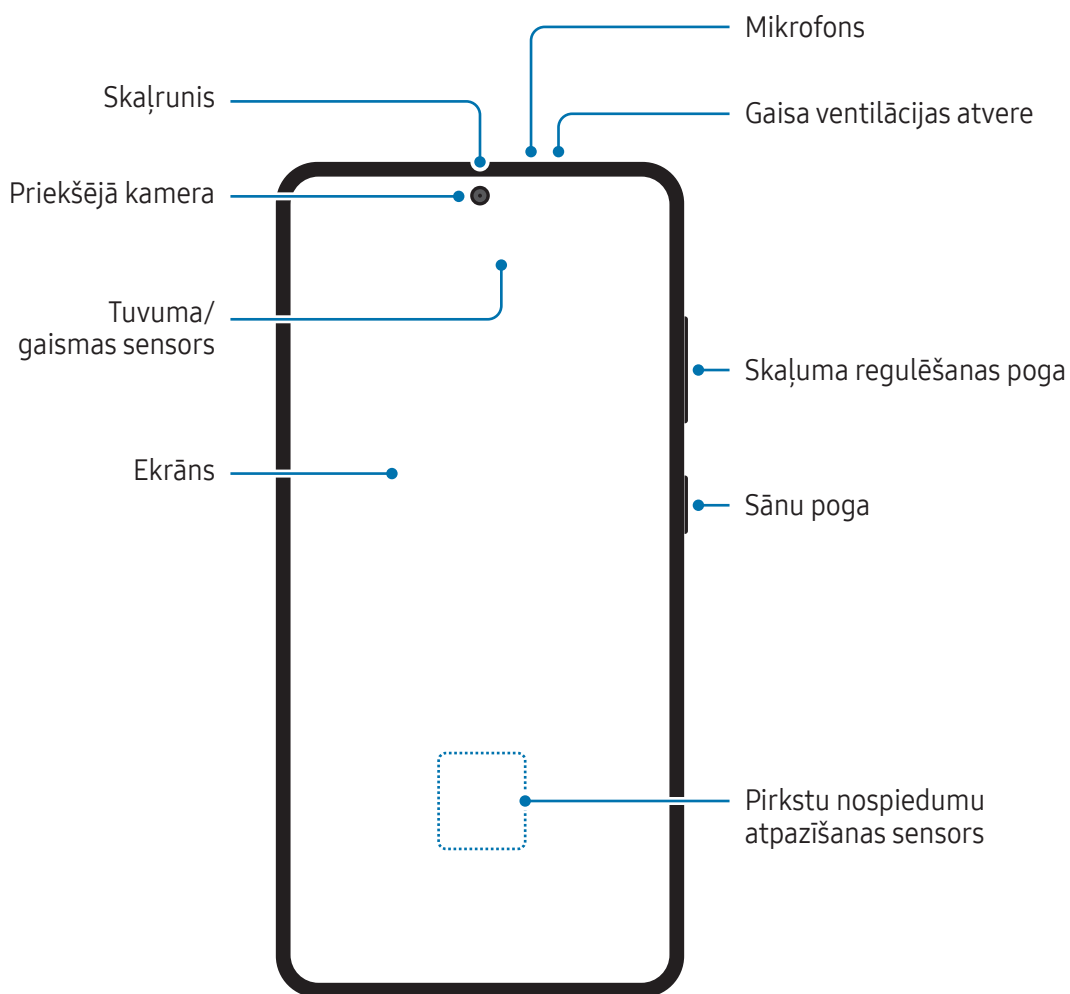 Mikrofons
Skaļrunis
Gaisa ventilācijas atvere
Priekšējā kamera
Tuvuma/
gaismas sensors
Skaļuma regulēšanas poga
Ekrāns
Sānu poga
Pirkstu nospiedumu
atpazīšanas sensors